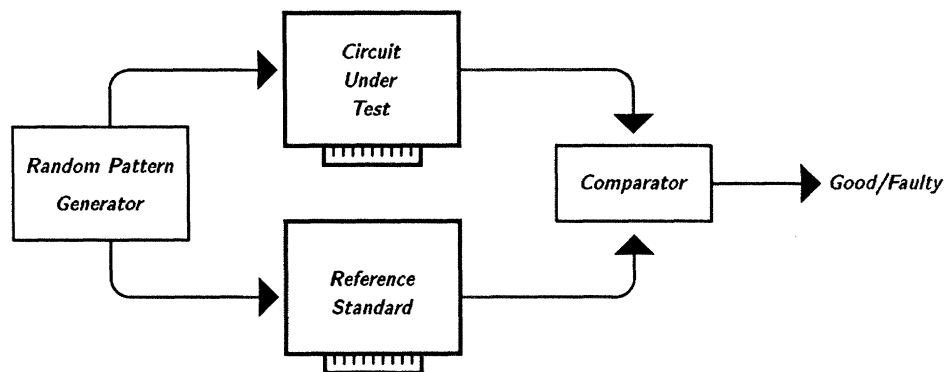 Circuit
Under
Test
Random Pattern
Generator
Comparator
Good/Faulty
Reference
Standard